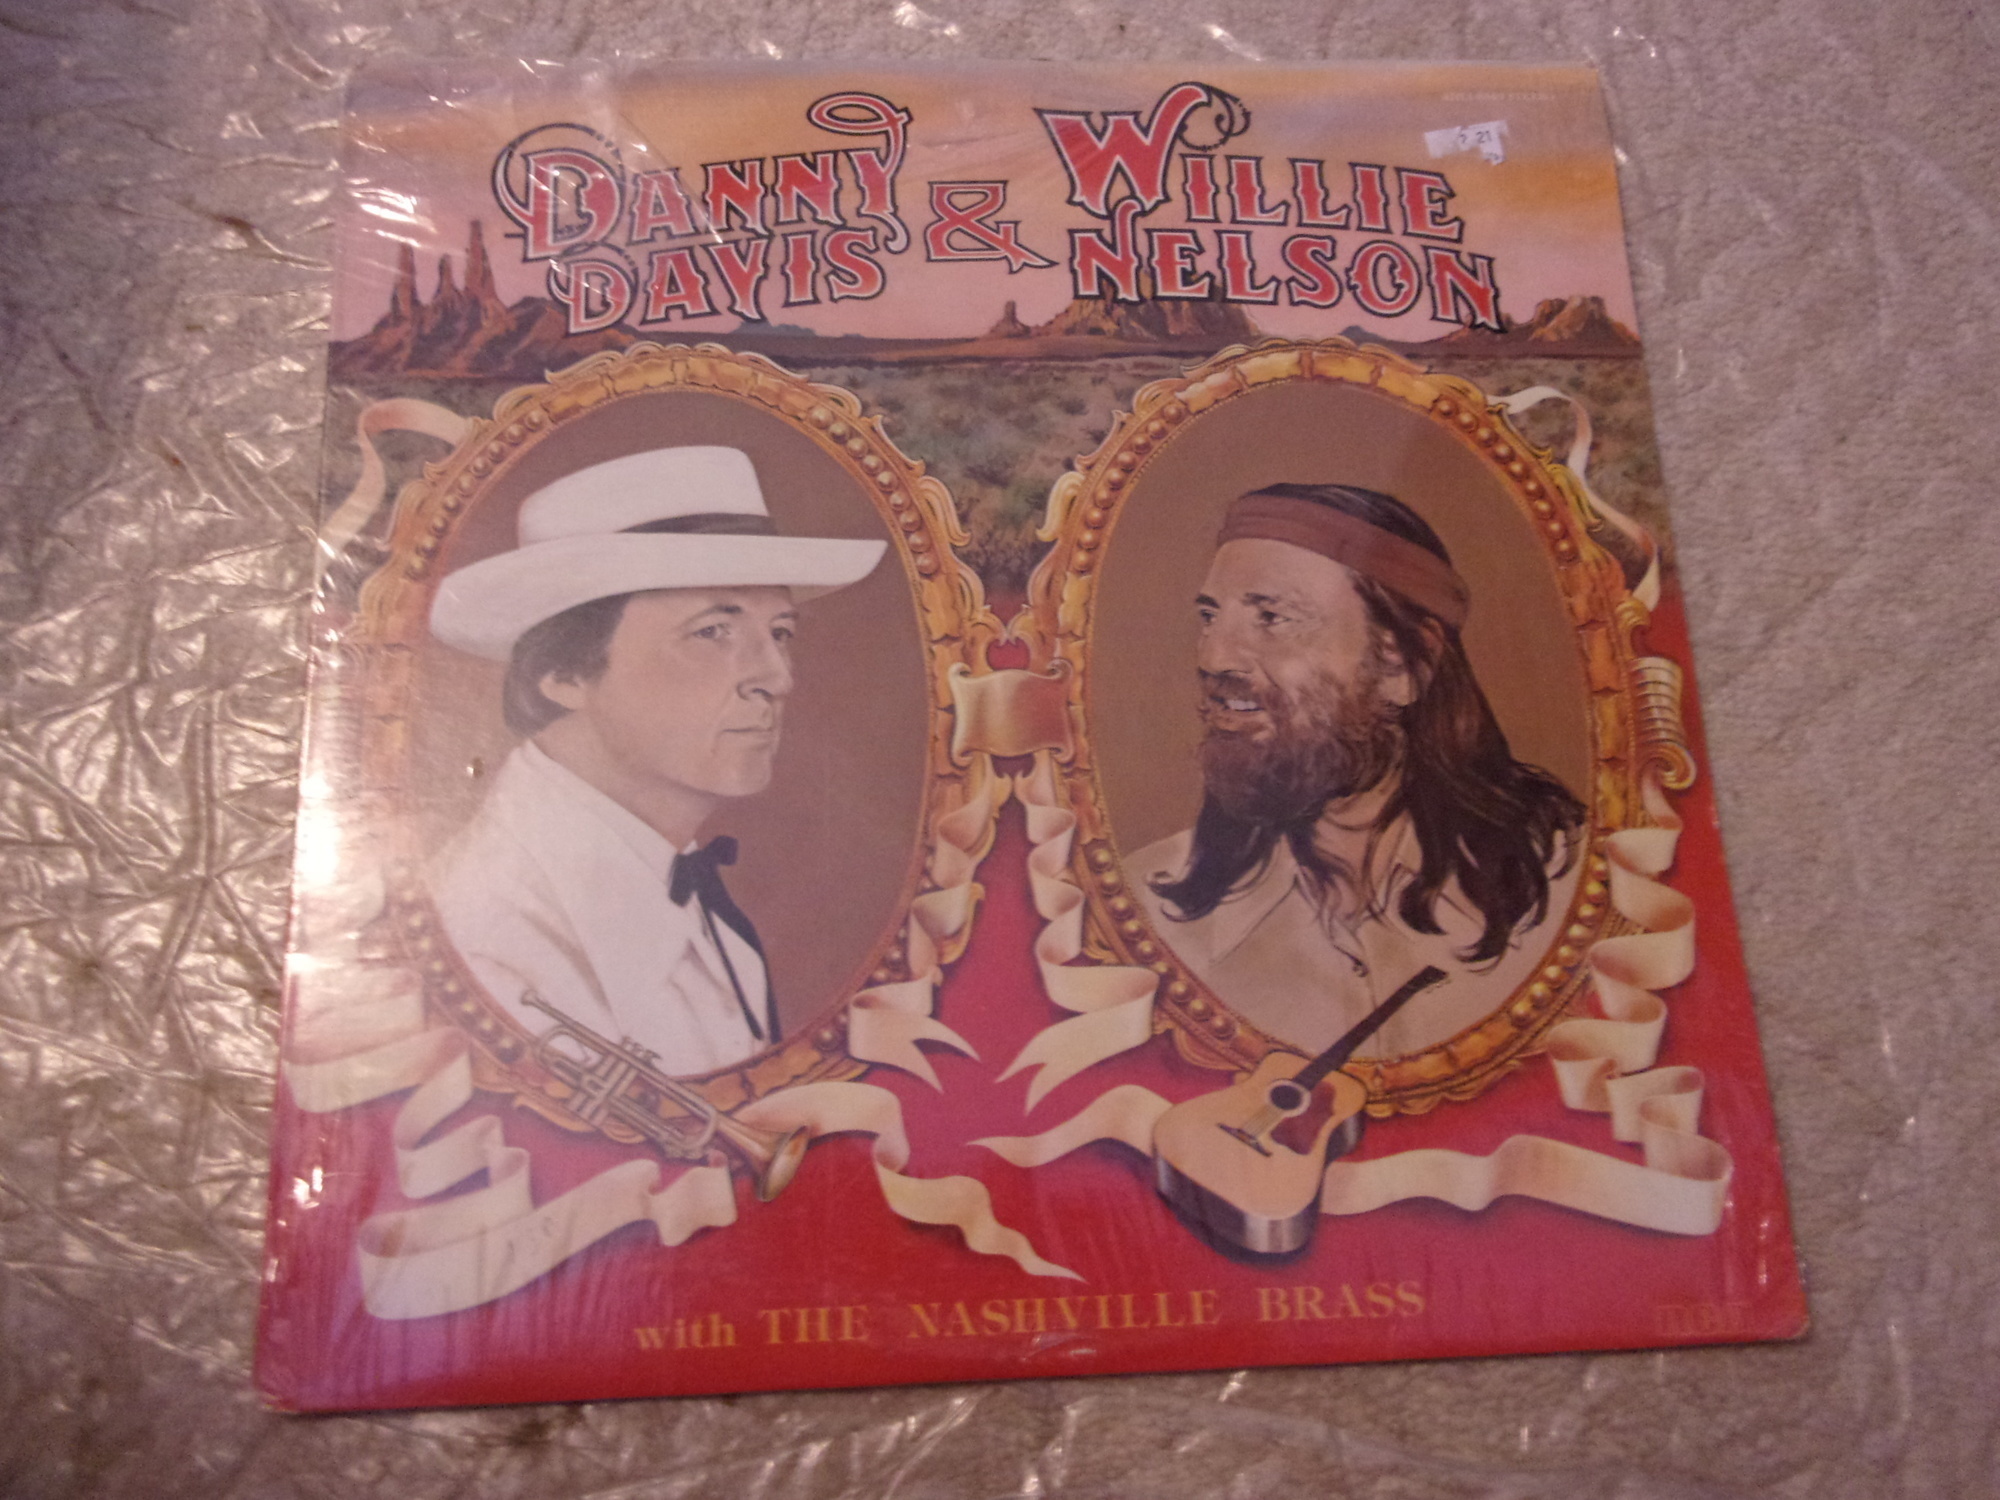 DANNY DAVIS & WILLIE NELSON
with THE NASHVILLE BRASS